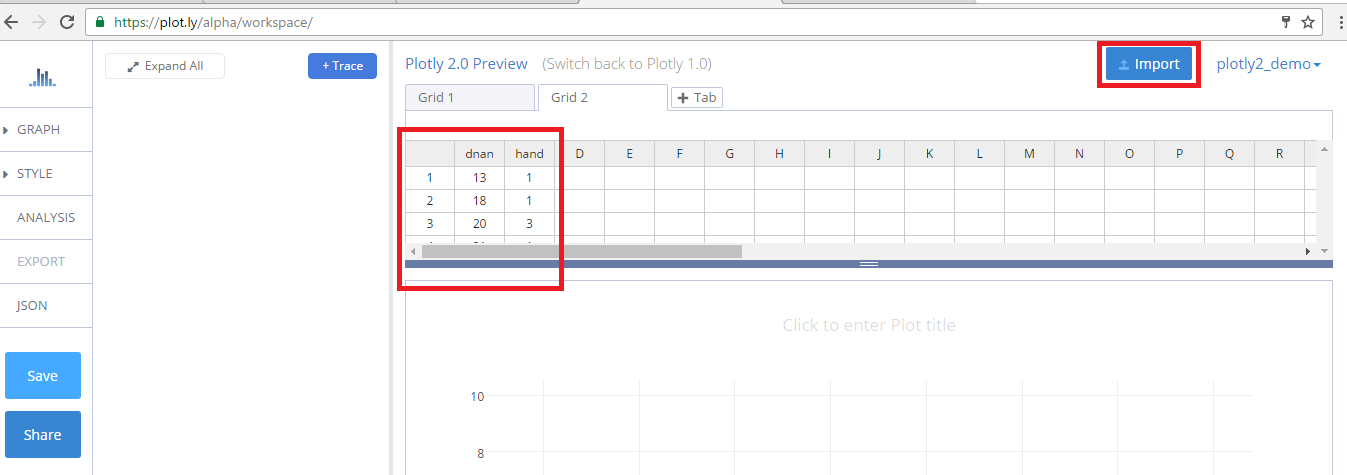 https://plot.ly/alpha/workspace/
Expand All
+ Trace
Plotly 2.0 Preview (Switch back to Plotly 1.0)
Import
plotly2_demo
Grid 1
Grid 2
+ Tab
GRAPH
STYLE
ANALYSIS
EXPORT
JSON
Save
Share
dnan hand D E F G H I J K L M N O P Q R
1 13 1
2 18 1
3 20 3
Click to enter Plot title
10
8